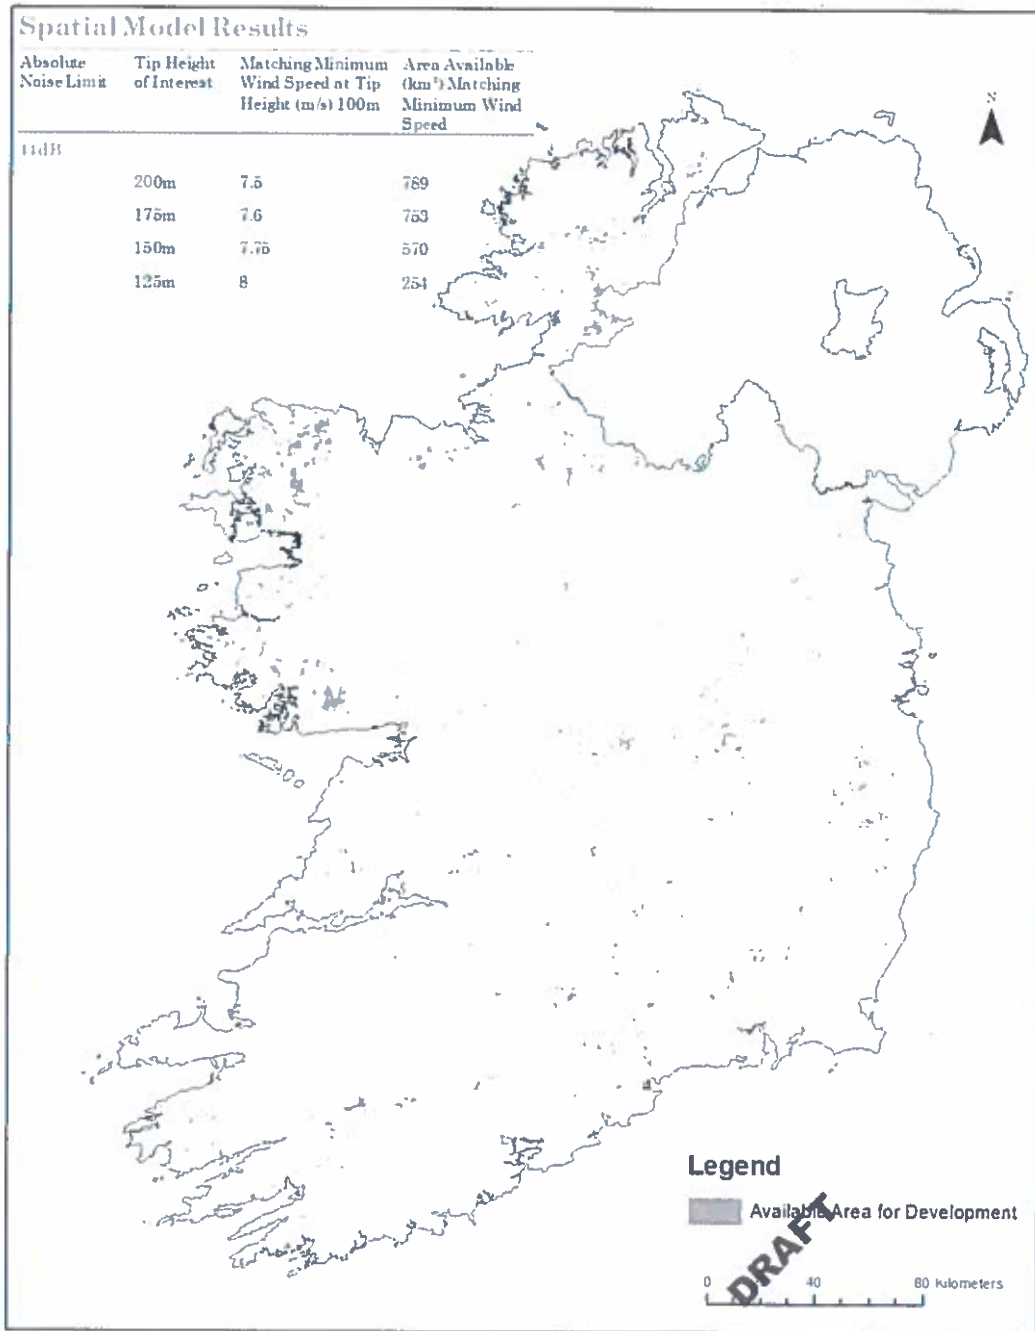 Spatial Model Results
Absolute Noise Limit
Tip Height of Interest
Matching Minimum Wind Speed at Tip Height (m/s) 100m
Area Available (km²) Matching Minimum Wind Speed
44dB
200m 7.5 789
175m 7.6 753
150m 7.75 570
125m 8 254
N
Legend
Available Area for Development
DRAFT
0 40 80 Kilometers